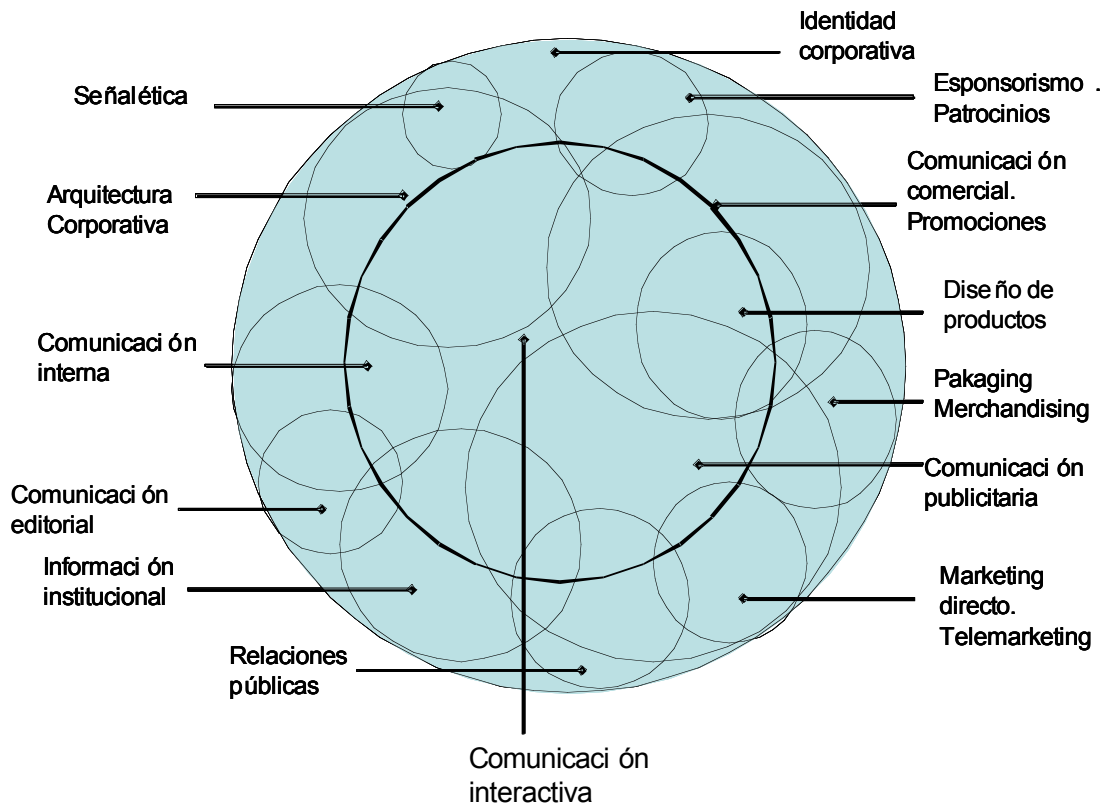 Identidad
corporativa
Señalética
Esponsorismo .
Patrocinios
Comunicaci ón
comercial.
Promociones
Arquitectura
Corporativa
Dise ño de
productos
Comunicaci ón
interna
Pakaging
Merchandising
Comunicaci ón
publicitaria
Comunicaci ón
editorial
Informaci ón
institucional
Marketing
directo.
Telemarketing
Relaciones
públicas
Comunicaci ón
interactiva